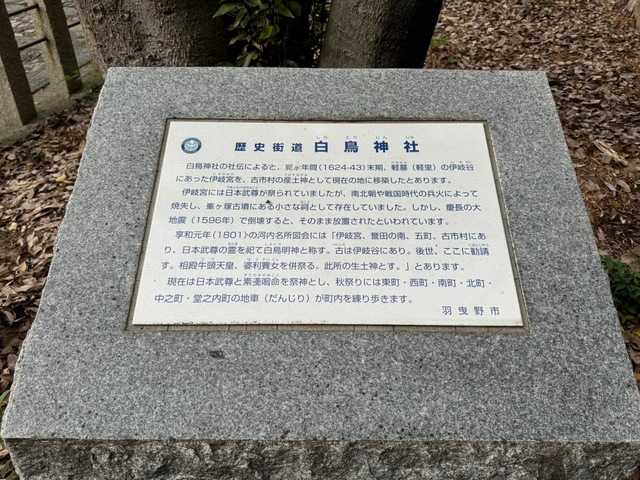 歴史街道 白鳥神社
しら とり じん じゃ
白鳥神社の社伝によると、寛永年間(1624-43)末期、軽墓(軽里)の伊岐谷
にあった伊岐宮を、古市村の産土神として現在の地に移築したとあります。
伊岐宮には日本武尊が祭られていましたが、南北朝や戦国時代の兵火によって
焼失し、峯ヶ塚古墳にある小さな祠として存在していました。しかし、慶長の大
地震(1596年)で倒壊すると、そのまま放置されたといわれています。
享和元年(1801)の河内名所図会には「伊岐宮、誉田の南、五町、古市村にあ
り、日本武尊の霊を祀て白鳥明神と称す。古は伊岐谷にあり。後世、ここに勧請
す。相殿牛頭天皇、婆利賽女を併祭る。此所の生土神とす。」とあります。
現在は日本武尊と素戔嗚命を祭神とし、秋祭りには東町・西町・南町・北町・
中之町・堂之内町の地車(だんじり)が町内を練り歩きます。
羽曳野市